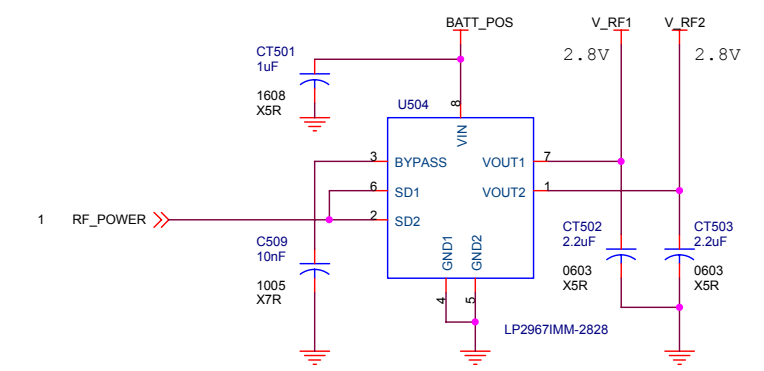 BATT_POS
V_RF1
V_RF2
CT501
1uF
2.8V
2.8V
1608
X5R
U504
8
VIN
3
BYPASS
VOUT1
7
6
SD1
VOUT2
1
1
RF_POWER
2
SD2
CT502
2.2uF
CT503
2.2uF
C509
10nF
GND1
GND2
0603
X5R
0603
X5R
1005
X7R
4
5
LP2967IMM-2828